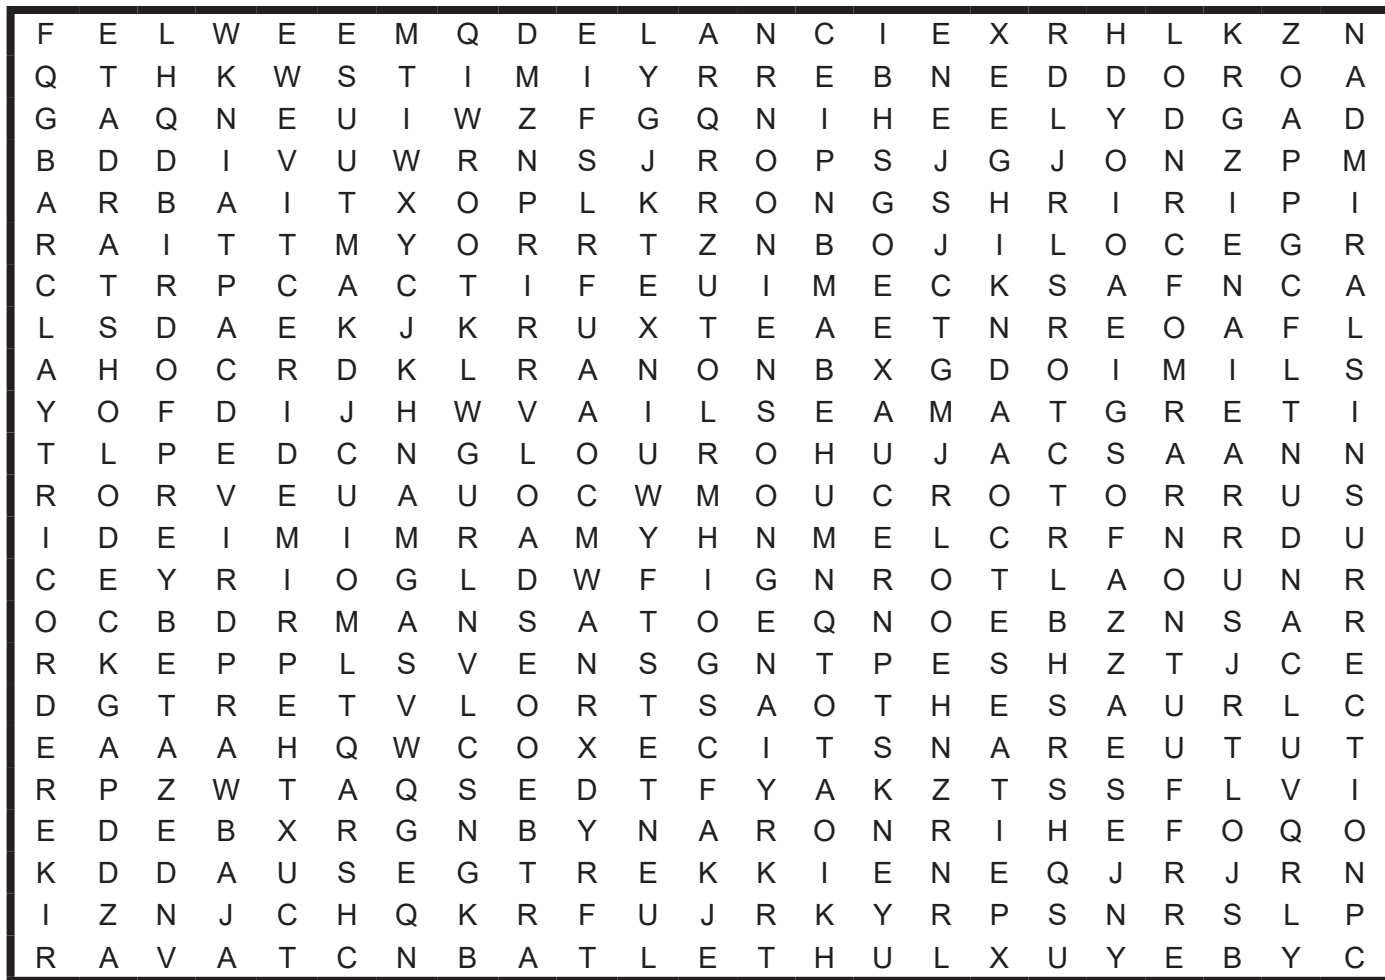 F E L W E E M Q D E L A N C I E X R H L K Z N
Q T H K W S T I M I Y R R E B N E D D O R O A
G A Q N E U I W Z F G Q N I H E E L Y D G A D
B D D I V U W R N S J R O P S J G J O N Z P M
A R B A I T X O P L K R O N G S H R I R I P I
R A I T T M Y O R R T Z N B O J I L O C E G R
C T R P C A C T I F E U I M E C K S A F N C A
L S D A E K J K R U X T E A E T N R E O A F L
A H O C R D K L R A N O N B X G D O I M I L S
Y O F D I J H W V A I L S E A M A T G R E T I
T L P E D C N G L O U R O H U J A C S A A N N
R O R V E U A U O C W M O U C R O T O R R U S
I D E I M I M R A M Y H N M E L C R F N R D U
C E Y R I O G L D W F I G N R O T L A O U N R
O C B D R M A N S A T O E Q N O E B Z N S A R
R K E P P L S V E N S G N T P E S H Z T J C E
D G T R E T V L O R T S A O T H E S A U R L C
E A A A H Q W C O X E C I T S N A R E U T U T
R P Z W T A Q S E D T F Y A K Z T S S F L V I
E D E B X R G N B Y N A R O N R I H E F O Q O
K D D A U S E G T R E K K I E N E Q J R J R N
I Z N J C H Q K R F U J R K Y R P S N R S L P
R A V A T C N B A T L E T H U L X U Y E B Y C